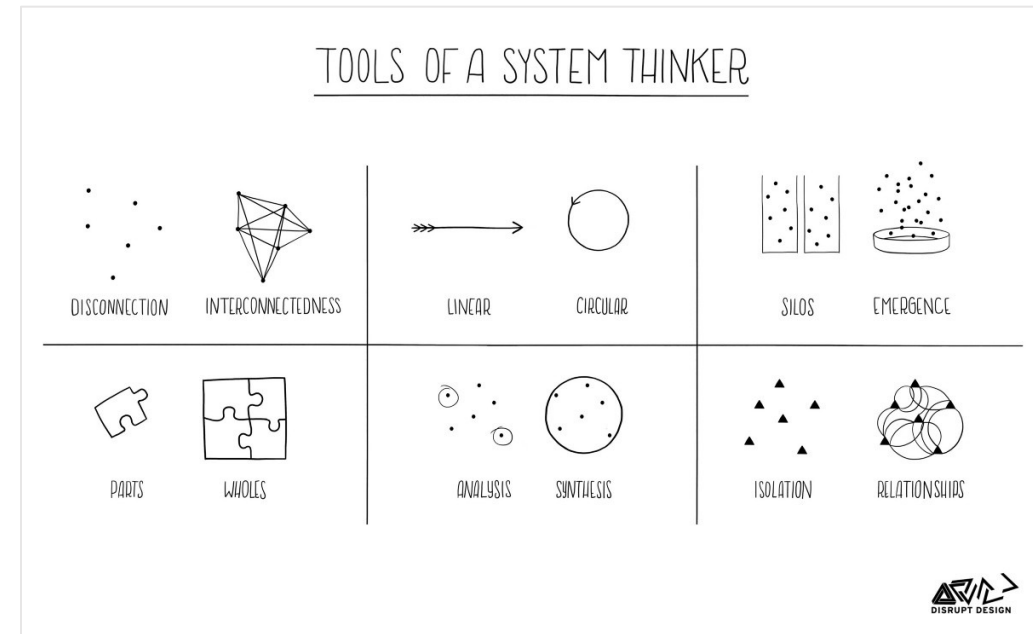 TOOLS OF A SYSTEM THINKER
DISCONNECTION INTERCONNECTEDNESS
LINEAR CIRCULAR
SILOS EMERGENCE
PARTS WHOLES
ANALYSIS SYNTHESIS
ISOLATION RELATIONSHIPS
DISRUPT DESIGN